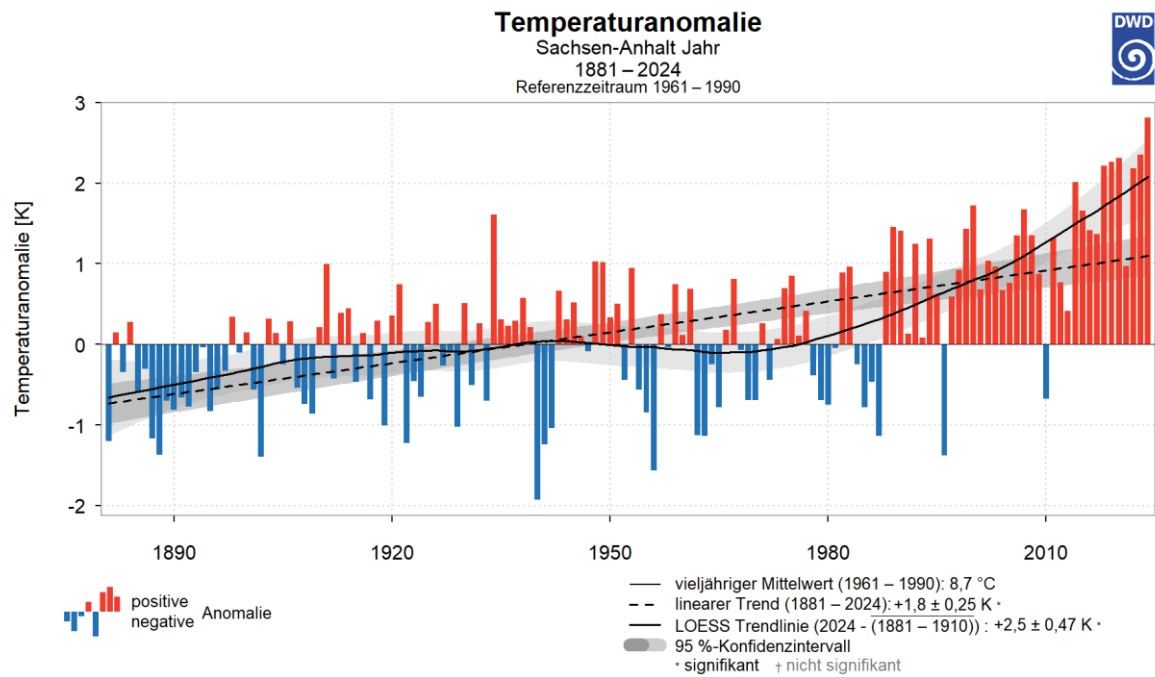 Temperaturanomalie
Sachsen-Anhalt Jahr
1881 – 2024
Referenzzeitraum 1961 – 1990
DWD
Temperaturanomalie [K]
3
2
1
0
-1
-2
1890 1920 1950 1980 2010
positive
negative
Anomalie
vieljähriger Mittelwert (1961 – 1990): 8,7 °C
linearer Trend (1881 – 2024): +1,8 ± 0,25 K *
LOESS Trendlinie (2024 - (1881 – 1910)) : +2,5 ± 0,47 K *
95 %-Konfidenzintervall
* signifikant † nicht signifikant